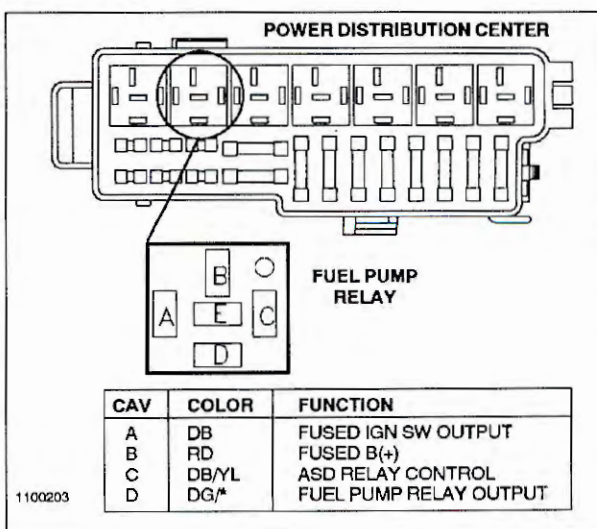 POWER DISTRIBUTION CENTER
FUEL PUMP
RELAY
B
A E C
D
CAV COLOR FUNCTION
A DB FUSED IGN SW OUTPUT
B RD FUSED B(+)
C DB/YL ASD RELAY CONTROL
D DG/* FUEL PUMP RELAY OUTPUT
1100203